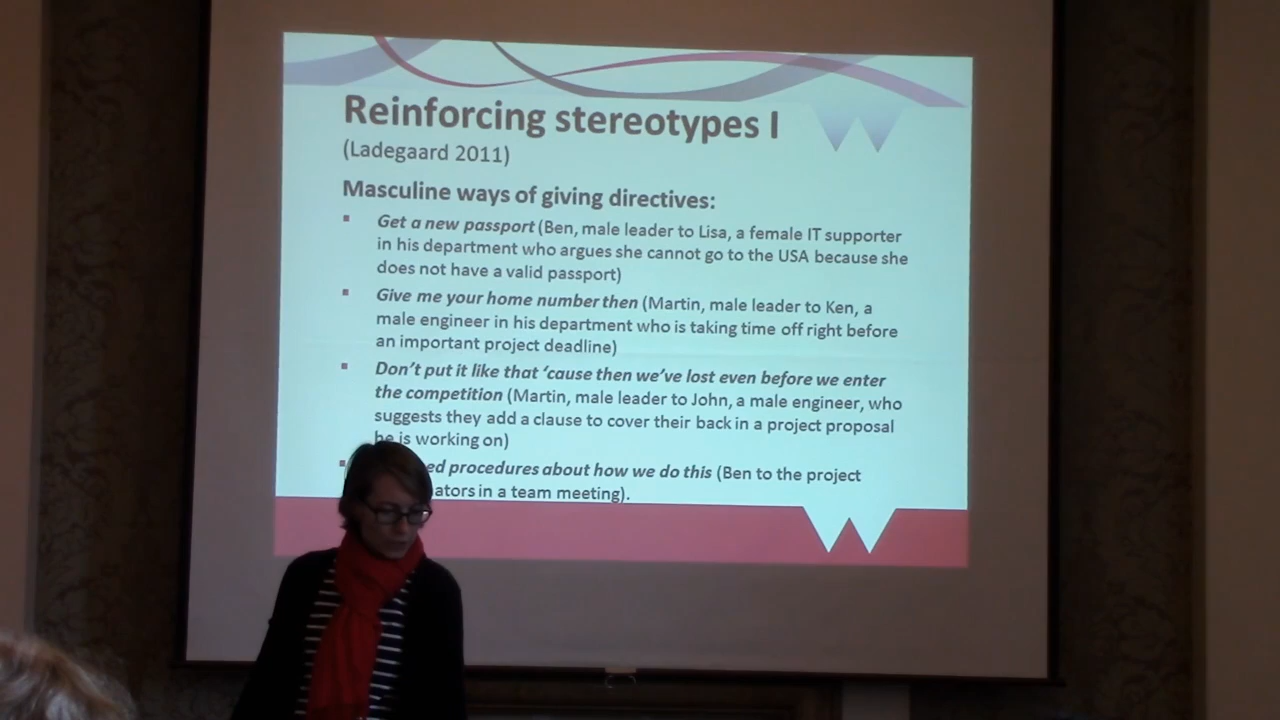 Reinforcing stereotypes I
(Ladegaard 2011)
Masculine ways of giving directives:
▪ Get a new passport (Ben, male leader to Lisa, a female IT supporter
in his department who argues she cannot go to the USA because she
does not have a valid passport)
▪ Give me your home number then (Martin, male leader to Ken, a
male engineer in his department who is taking time off right before
an important project deadline)
▪ Don't put it like that 'cause then we've lost even before we enter
the competition (Martin, male leader to John, a male engineer, who
suggests they add a clause to cover their back in a project proposal
he is working on)
▪ procedures about how we do this (Ben to the project
in a team meeting).